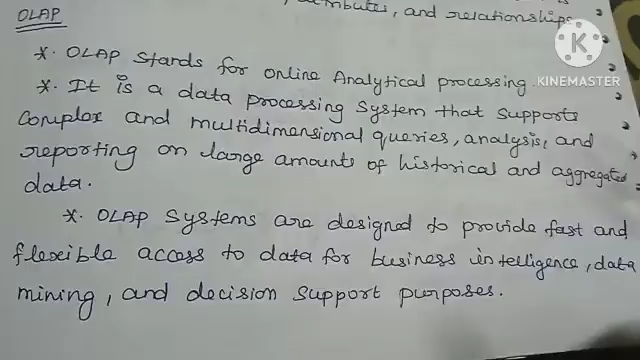 attributes, and relationships
OLAP
*. OLAP stands for online Analytical processing.
*. It is a data processing system that supports
complex and multidimensional queries, analysis, and
reporting on large amounts of historical and aggregated
data.
*. OLAP systems are designed to provide fast and
flexible access to data for business intelligence, data
mining, and decision support purposes.
K
KINEMASTER